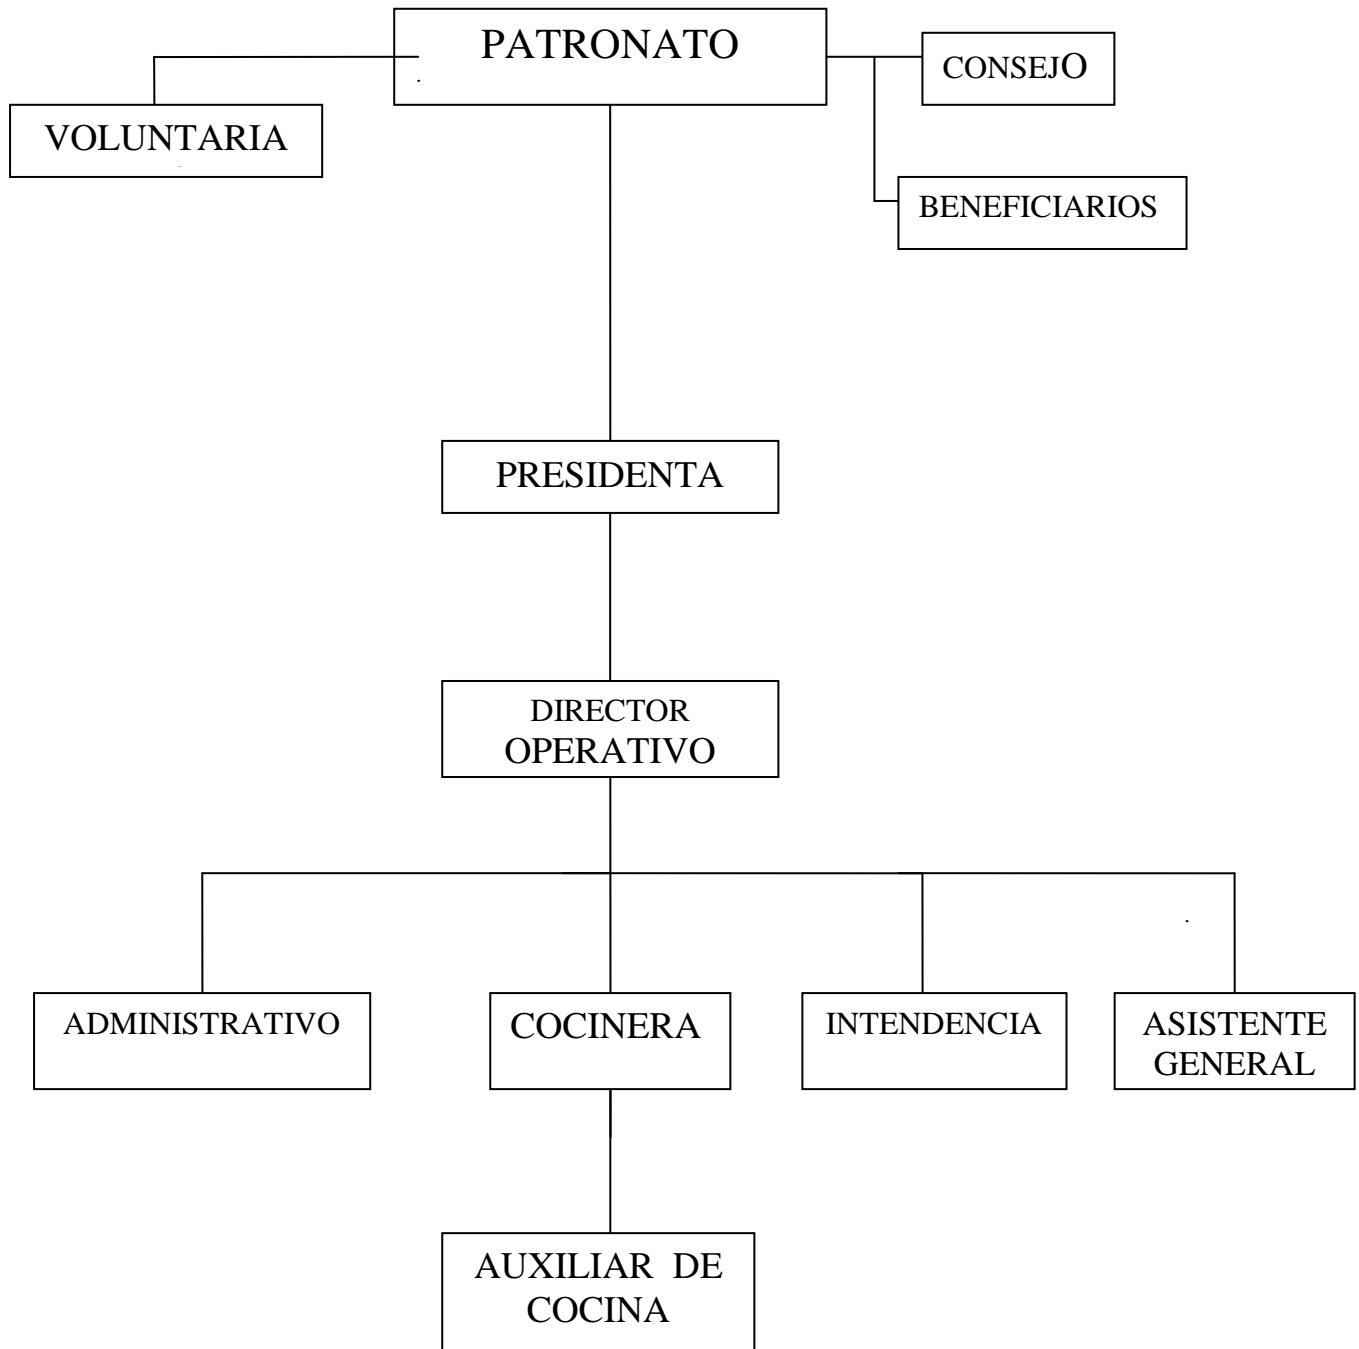 PATRONATO
CONSEJO
VOLUNTARIA
BENEFICIARIOS
PRESIDENTA
DIRECTOR
OPERATIVO
ADMINISTRATIVO
COCINERA
INTENDENCIA
ASISTENTE
GENERAL
AUXILIAR DE
COCINA